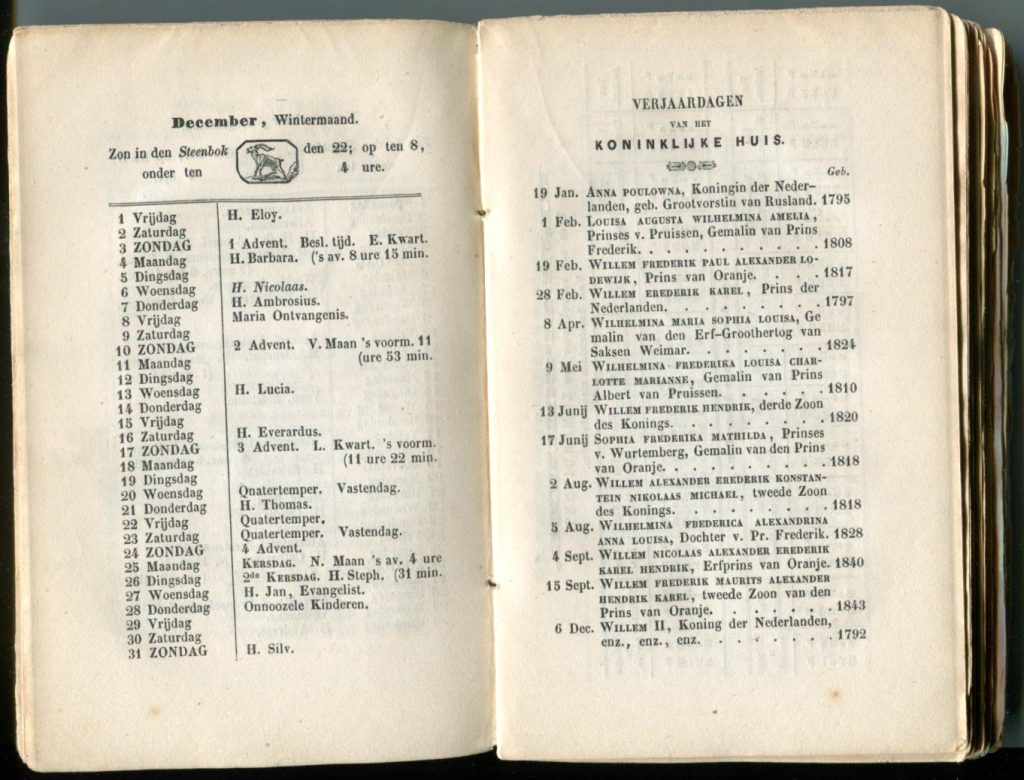 December, Wintermaand.
Zon in den Steenbok den 22; op ten 8,
onder ten 4 ure.
1 Vrijdag H. Eloy.
2 Zaturdag
3 ZONDAG 1 Advent. Besl. tijd. E. Kwart.
4 Maandag H. Barbara. ('s av. 8 ure 15 min.
5 Dingsdag
6 Woensdag H. Nicolaas.
7 Donderdag H. Ambrosius.
8 Vrijdag Maria Ontvangenis.
9 Zaturdag
10 ZONDAG 2 Advent. V. Maan 's voorm. 11
11 Maandag (ure 53 min.
12 Dingsdag
13 Woensdag H. Lucia.
14 Donderdag
15 Vrijdag
16 Zaturdag H. Everardus.
17 ZONDAG 3 Advent. L. Kwart. 's voorm.
18 Maandag (11 ure 22 min.
19 Dingsdag
20 Woensdag Qnatertemper. Vastendag.
21 Donderdag H. Thomas.
22 Vrijdag Quatertemper.
23 Zaturdag Quatertemper. Vastendag.
24 ZONDAG 4 Advent.
25 Maandag KERSDAG. N. Maan 's av. 4 ure
26 Dingsdag 2de KERSDAG. H. Steph. (31 min.
27 Woensdag H. Jan, Evangelist.
28 Donderdag Onnoozele Kinderen.
29 Vrijdag
30 Zaturdag
31 ZONDAG H. Silv.
VERJAARDAGEN
VAN HET
KONINKLIJKE HUIS.
Geb.
19 Jan. ANNA POULOWNA, Koningin der Neder-
landen, geb. Grootvorstin van Rusland. 1795
1 Feb. LOUISA AUGUSTA WILHELMINA AMELIA,
Prinses v. Pruissen, Gemalin van Prins
Frederik. . . . . . . . . . 1808
19 Feb. WILLEM FREDERIK PAUL ALEXANDER LO-
DEWIJK, Prins van Oranje. . . . 1817
28 Feb. WILLEM EREDERIK KAREL, Prins der
Nederlanden. . . . . . . . . 1797
8 Apr. WILHELMINA MARIA SOPHIA LOUISA, Ge
malin van den Erf-Groothertog van
Saksen Weimar. . . . . . . . 1824
9 Mei WILHELMINA FREDERIKA LOUISA CHAR-
LOTTE MARIANNE, Gemalin van Prins
Albert van Pruissen. . . . . . 1810
13 Junij WILLEM FREDERIK HENDRIK, derde Zoon
des Konings. . . . . . . . . 1820
17 Junij SOPHIA FREDERIKA MATHILDA, Prinses
v. Wurtemberg, Gemalin van den Prins
van Oranje. . . . . . . . . 1818
2 Aug. WILLEM ALEXANDER EREDERIK KONSTAN-
TEIN NIKOLAAS MICHAEL, tweede Zoon
des Konings. . . . . . . . . 1818
5 Aug. WILHELMINA FBEDERICA ALEXANDRINA
ANNA LOUISA, Dochter v. Pr. Frederik. 1828
4 Sept. WILLEM NICOLAAS ALEXANDER EREDERIK
KAREL HENDRIK, Erfprins van Oranje. 1840
15 Sept. WILLEM FREDERIK MAURITS ALEXANDER
HENDRIK KAREL, tweede Zoon van den
Prins van Oranje. . . . . . . 1843
6 Dec. WILLEM II, Koning der Nederlanden,
enz., enz., enz. . . . . . . . 1792